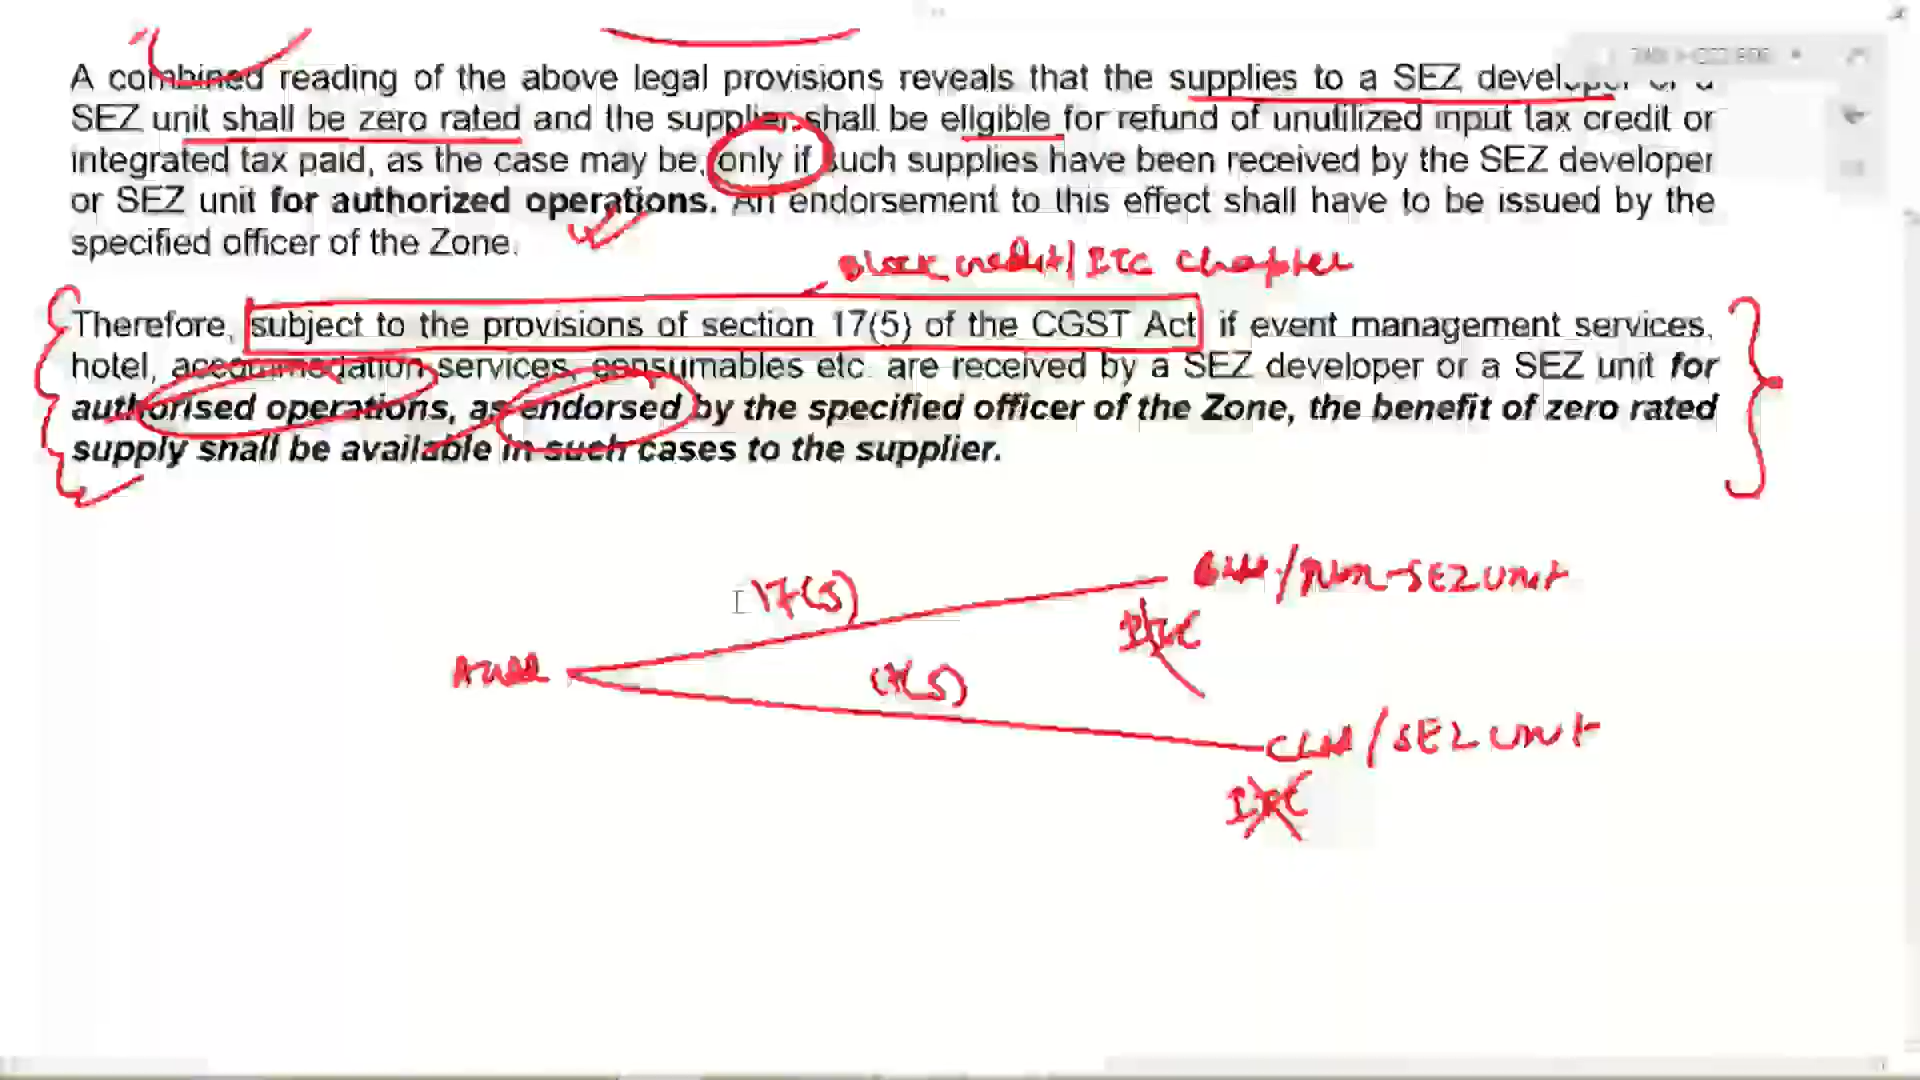 A combined reading of the above legal provisions reveals that the supplies to a SEZ developer or a
SEZ unit shall be zero rated and the supplier shall be eligible for refund of unutilized input tax credit or
integrated tax paid, as the case may be, only if such supplies have been received by the SEZ developer
or SEZ unit for authorized operations. An endorsement to this effect shall have to be issued by the
specified officer of the Zone.
Block credit/ ITC chapter
Therefore, subject to the provisions of section 17(5) of the CGST Act if event management services,
hotel, accommodation services, consumables etc. are received by a SEZ developer or a SEZ unit for
authorised operations, as endorsed by the specified officer of the Zone, the benefit of zero rated
supply shall be available in such cases to the supplier.
17(5)
/ Non-SEZ Unit
ITC
17(5)
/ SEZ Unit
ITC